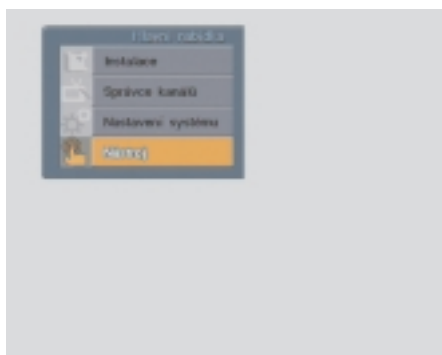 Hlavní nabídka
Instalace
Správce kanálů
Nastavení systému
Nástroj